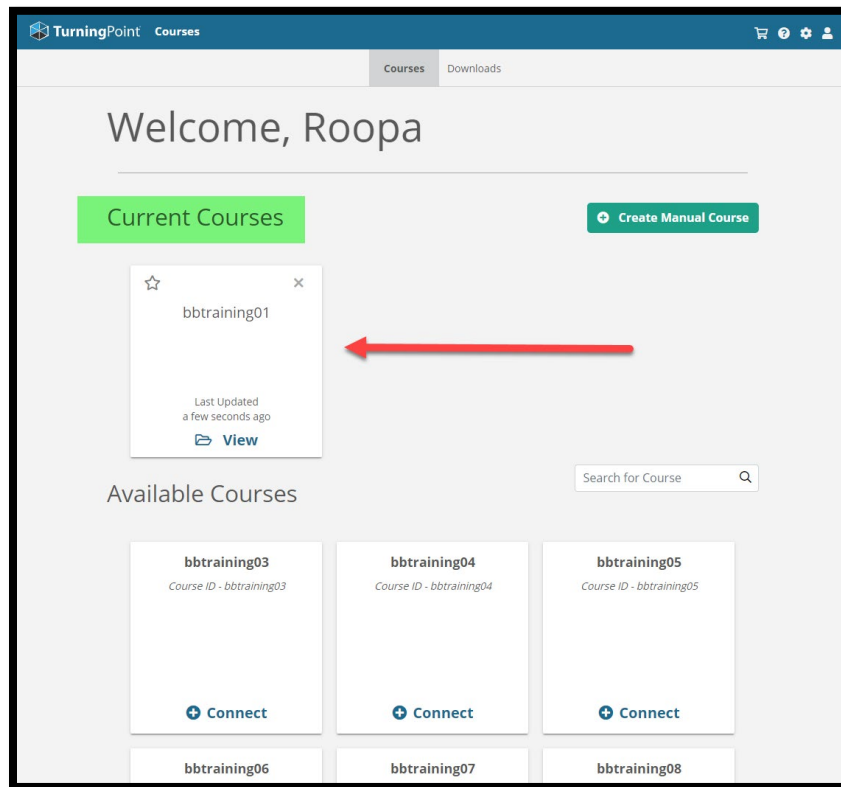 TurningPoint Courses
Courses Downloads
Welcome, Roopa
Current Courses
Create Manual Course
bbtraining01
Last Updated
a few seconds ago
View
Search for Course
Available Courses
bbtraining03 bbtraining04 bbtraining05
Course ID - bbtraining03 Course ID - bbtraining04 Course ID - bbtraining05
Connect Connect Connect
bbtraining06 bbtraining07 bbtraining08